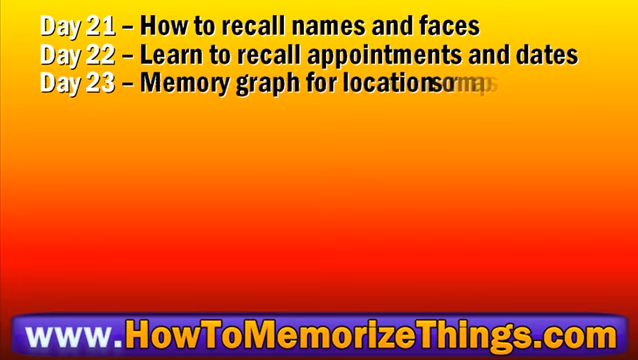 Day 21 – How to recall names and faces
Day 22 – Learn to recall appointments and dates
Day 23 – Memory graph for locations
www.HowToMemorizeThings.com